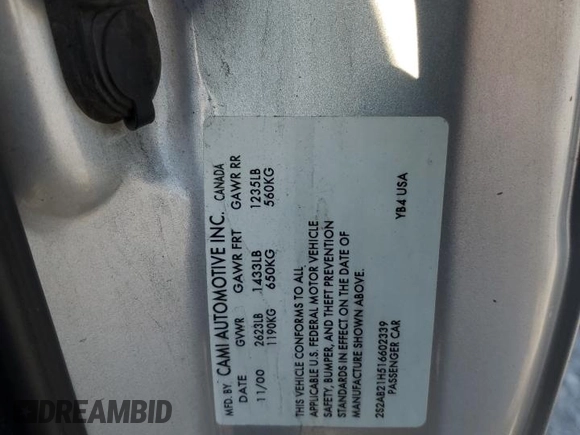 MFD. BY CAMI AUTOMOTIVE INC. CANADA
DATE GVWR GAWR FRT GAWR RR
11/00 2623LB 1433LB 1235LB
1190KG 650KG 560KG
THIS VEHICLE CONFORMS TO ALL
APPLICABLE U.S. FEDERAL MOTOR VEHICLE
SAFETY, BUMPER, AND THEFT PREVENTION
STANDARDS IN EFFECT ON THE DATE OF
MANUFACTURE SHOWN ABOVE.
2S2AB21H516602339
PASSENGER CAR YB4 USA
DREAMBID